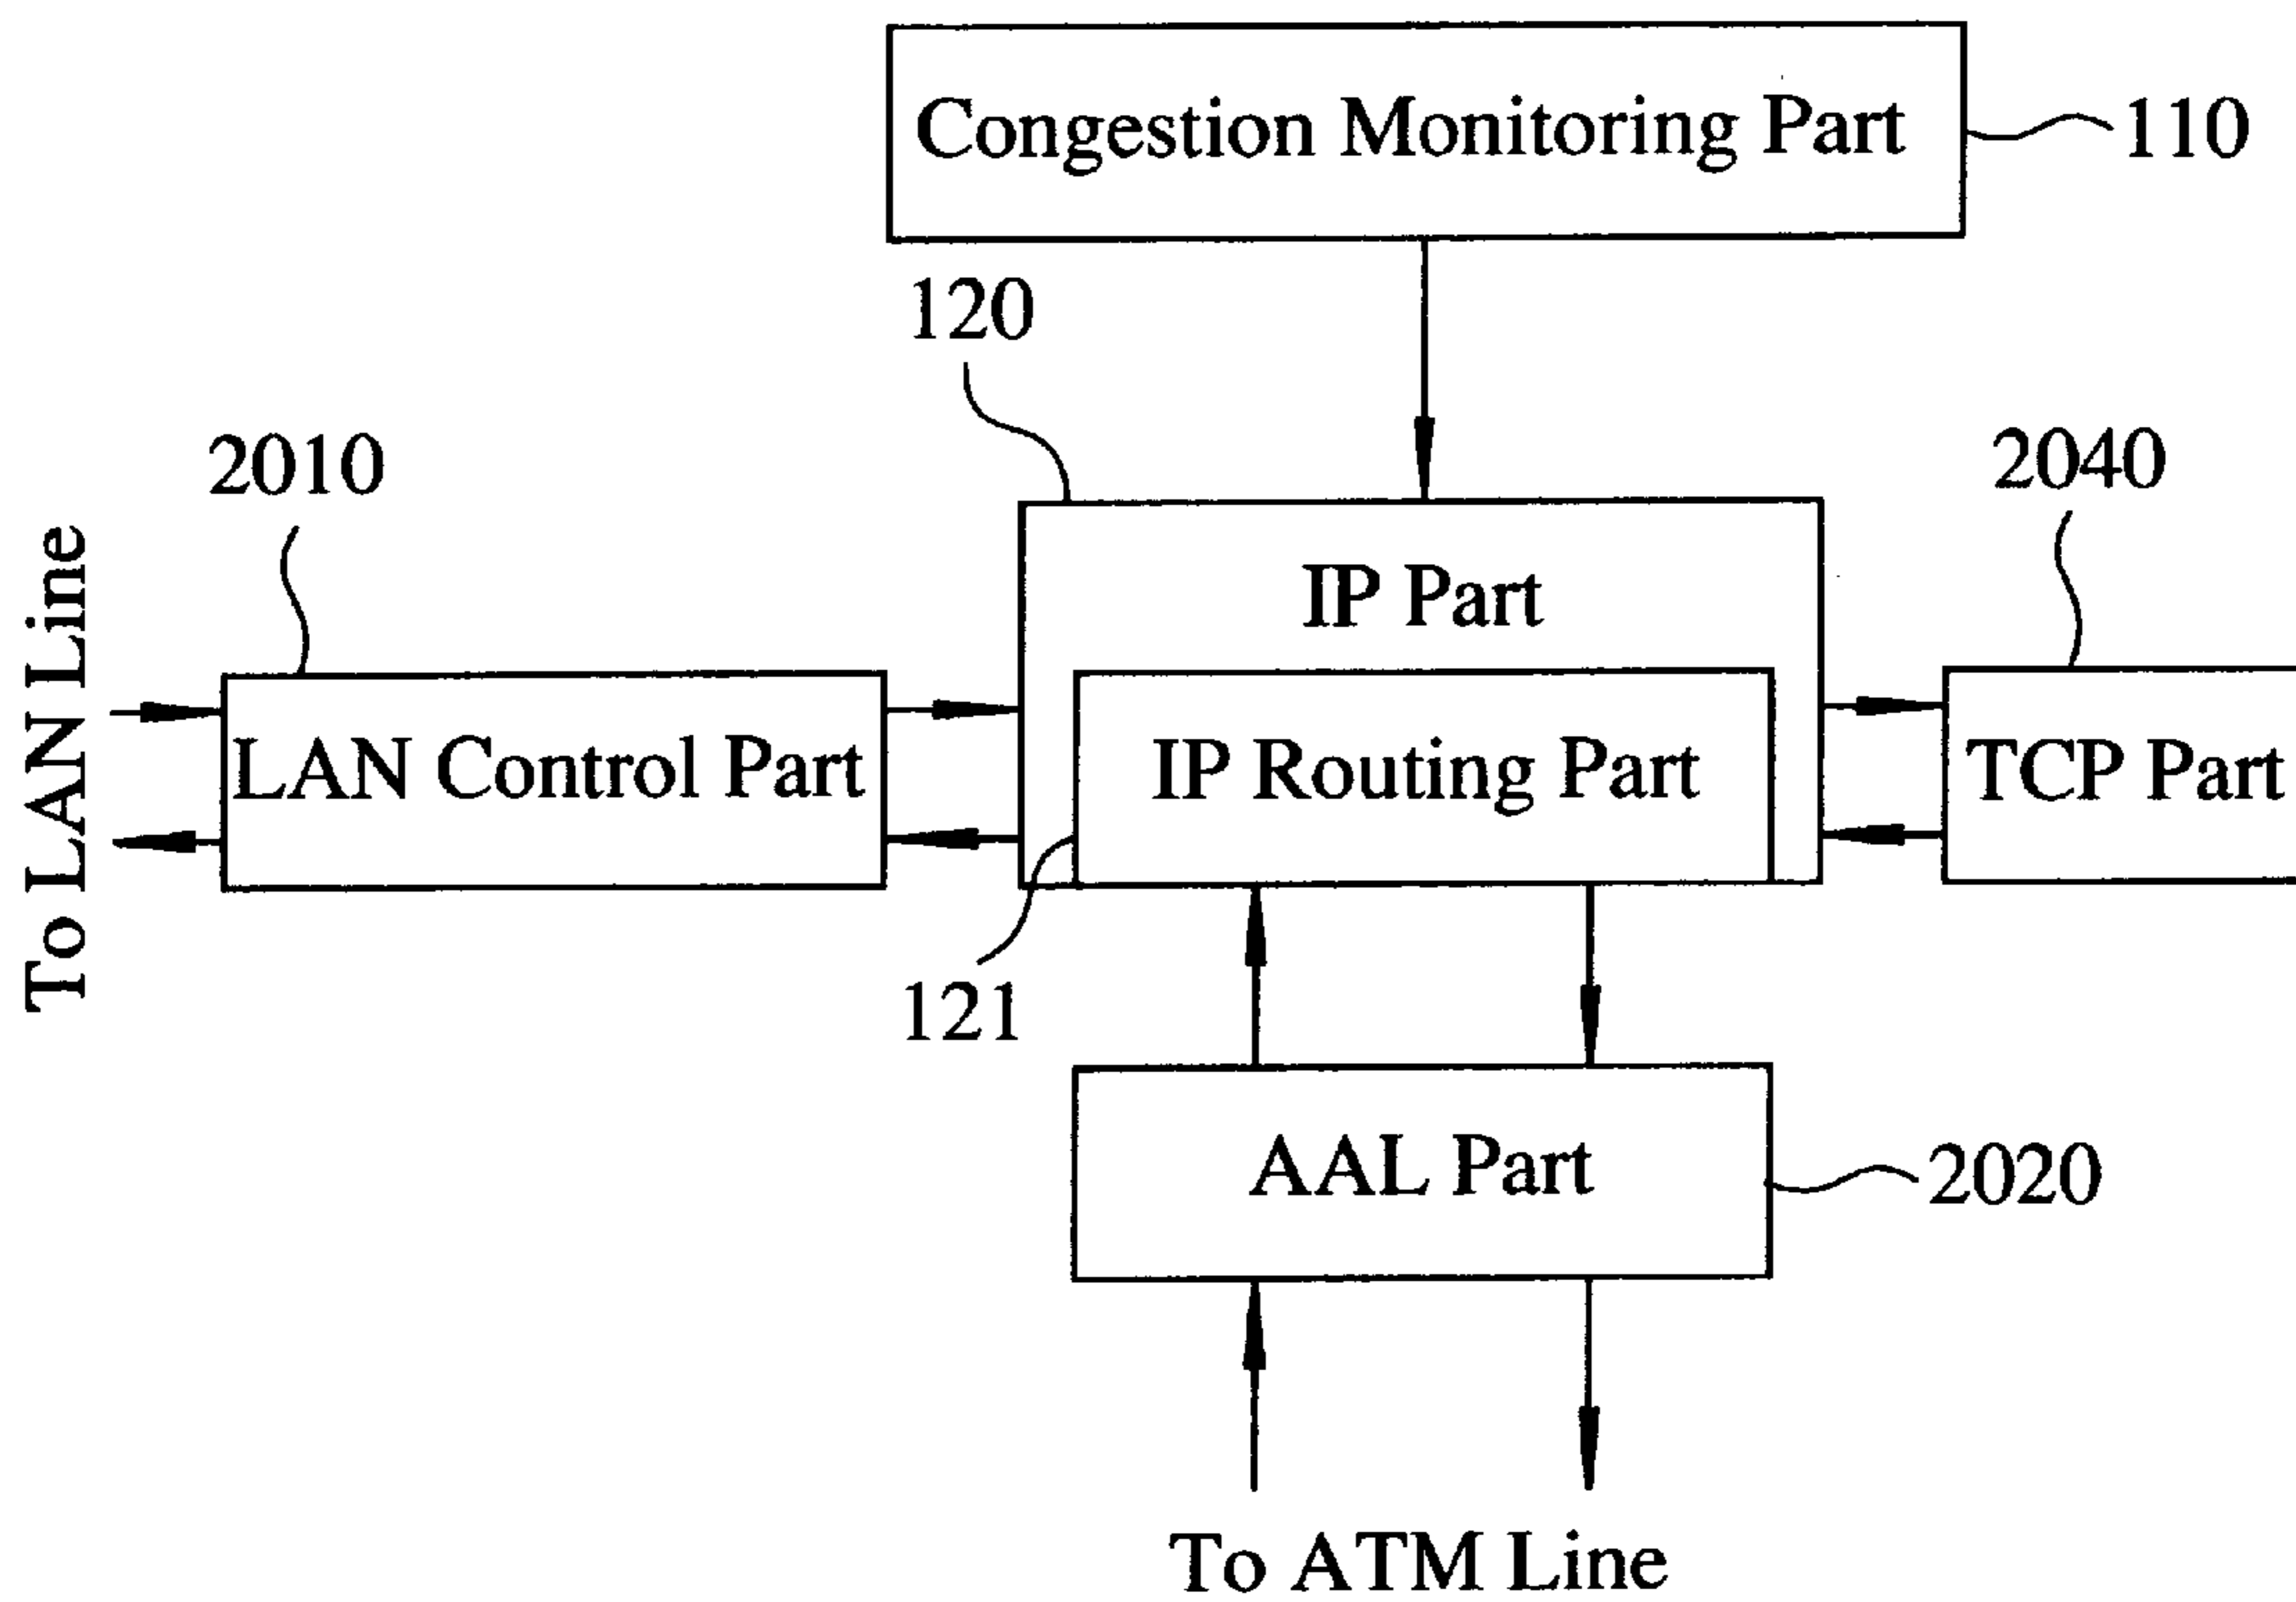 Congestion Monitoring Part
110
120
2010
2040
To LAN Line
IP Part
LAN Control Part
IP Routing Part
TCP Part
121
AAL Part
2020
To ATM Line